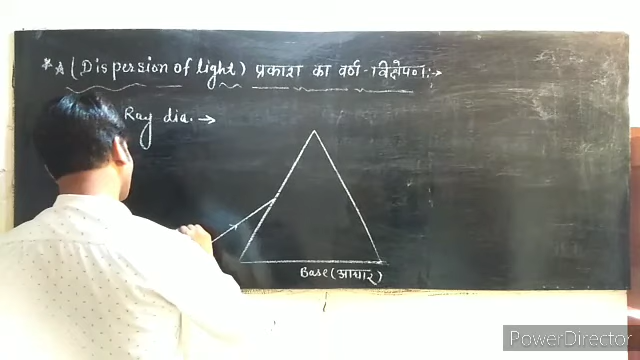 * A (Dispersion of light) प्रकाश का वर्ण-विक्षेपण :→
Ray dia. →
Base (आधार)
PowerDirector